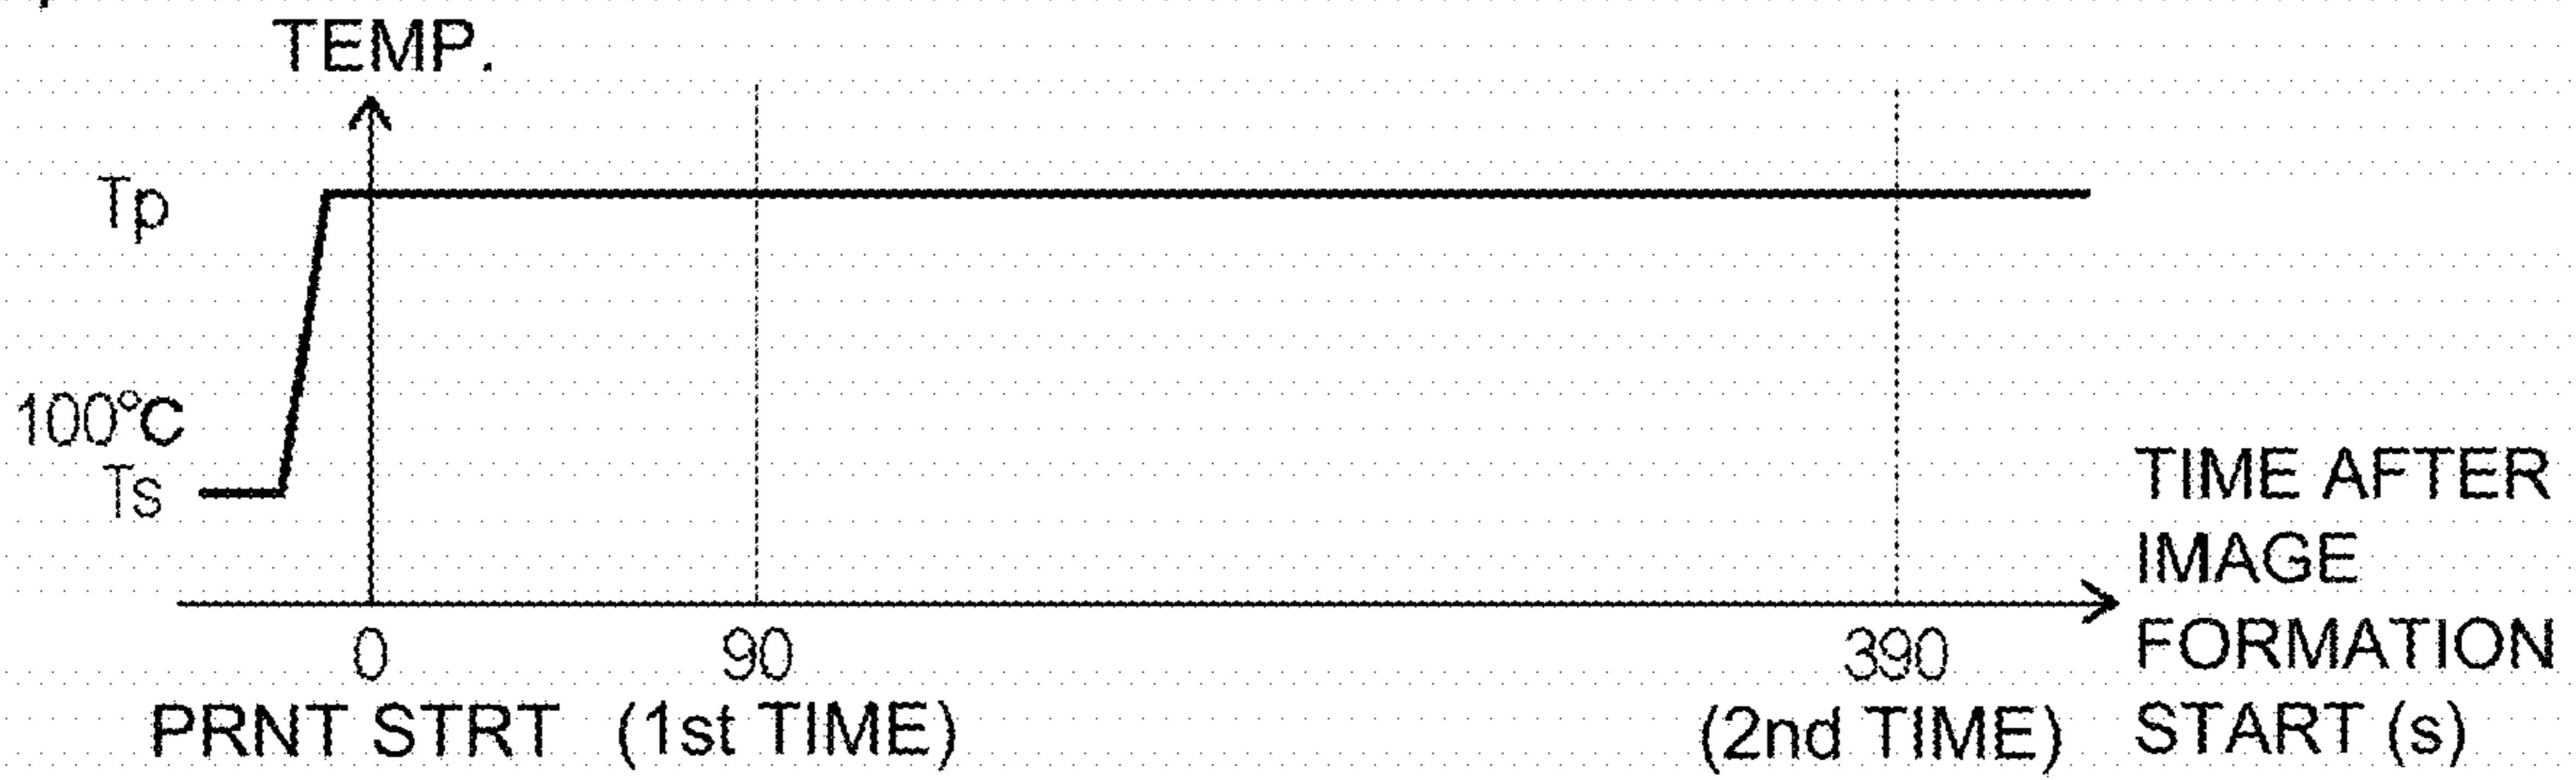 TEMP.
Tp
100°C
Ts
TIME AFTER
IMAGE
FORMATION
START (s)
0
90
390
PRNT STRT
(1st TIME)
(2nd TIME)